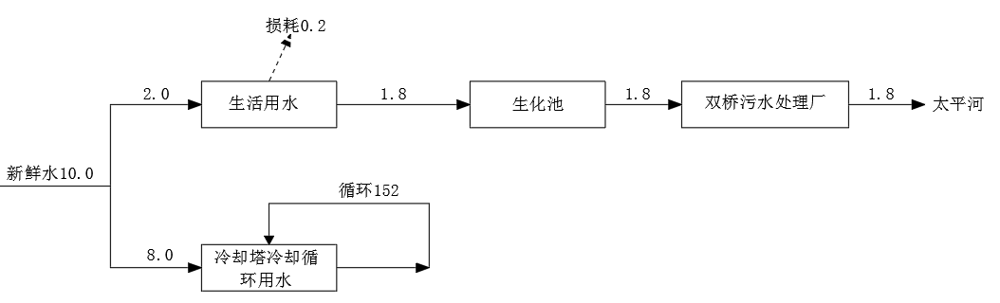 损耗0.2
2.0
生活用水
1.8
生化池
1.8
双桥污水处理厂
1.8
太平河
新鲜水10.0
循环152
8.0
冷却塔冷却循
环用水